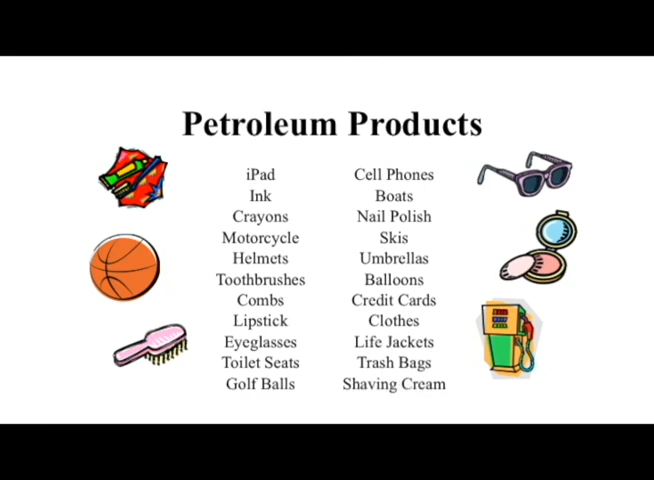 Petroleum Products
iPad
Ink
Crayons
Motorcycle
Helmets
Toothbrushes
Combs
Lipstick
Eyeglasses
Toilet Seats
Golf Balls
Cell Phones
Boats
Nail Polish
Skis
Umbrellas
Balloons
Credit Cards
Clothes
Life Jackets
Trash Bags
Shaving Cream